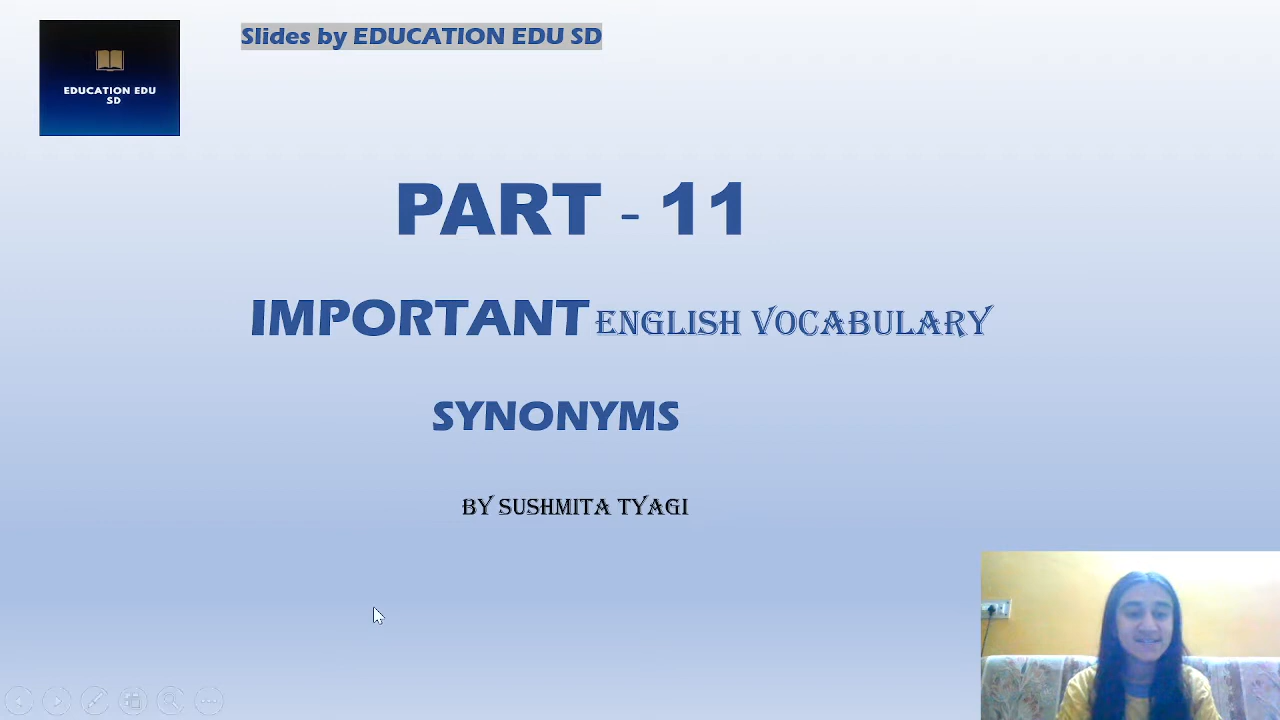 Slides by EDUCATION EDU SD
EDUCATION EDU
SD
PART - 11
IMPORTANT ENGLISH VOCABULARY
SYNONYMS
BY SUSHMITA TYAGI